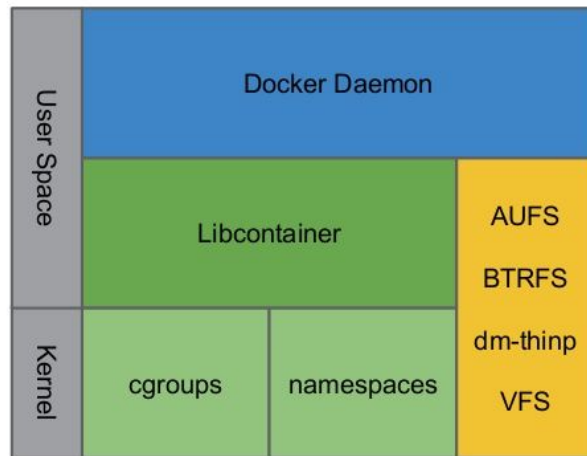 User Space
Docker Daemon
Libcontainer
AUFS
BTRFS
dm-thinp
VFS
Kernel
cgroups
namespaces